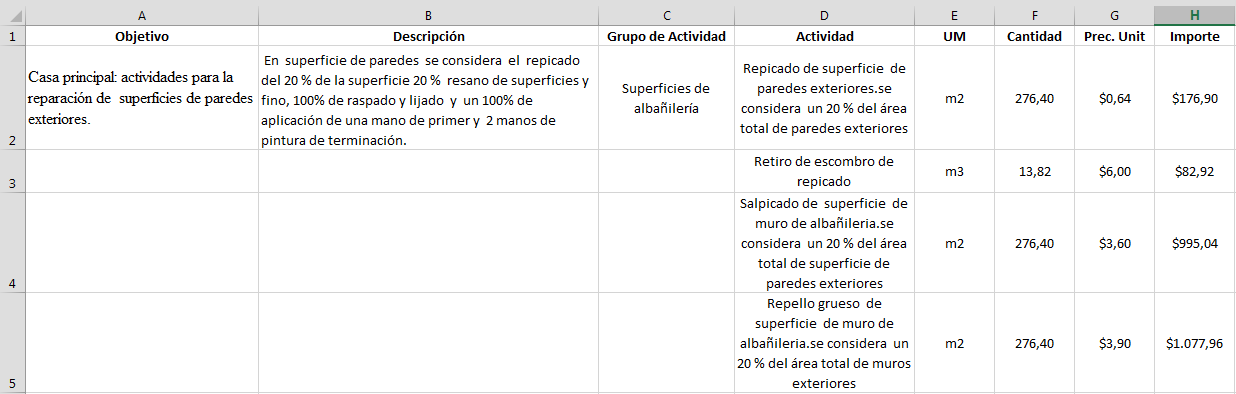 A B C D E F G H
1 Objetivo Descripción Grupo de Actividad Actividad UM Cantidad Prec. Unit Importe
Casa principal: actividades para la
reparación de superficies de paredes
exteriores.
En superficie de paredes se considera el repicado
del 20 % de la superficie 20 % resano de superficies y
fino, 100% de raspado y lijado y un 100% de
aplicación de una mano de primer y 2 manos de
pintura de terminación.
Superficies de
albañilería
Repicado de superficie de
paredes exteriores.se
considera un 20 % del área
total de paredes exteriores
m2 276,40 $0,64 $176,90
2
Retiro de escombro de
repicado
m3 13,82 $6,00 $82,92
3
Salpicado de superficie de
muro de albañileria.se
considera un 20 % del área
total de superficie de
paredes exteriores
m2 276,40 $3,60 $995,04
4
Repello grueso de
superficie de muro de
albañileria.se considera un
20 % del área total de muros
exteriores
m2 276,40 $3,90 $1.077,96
5